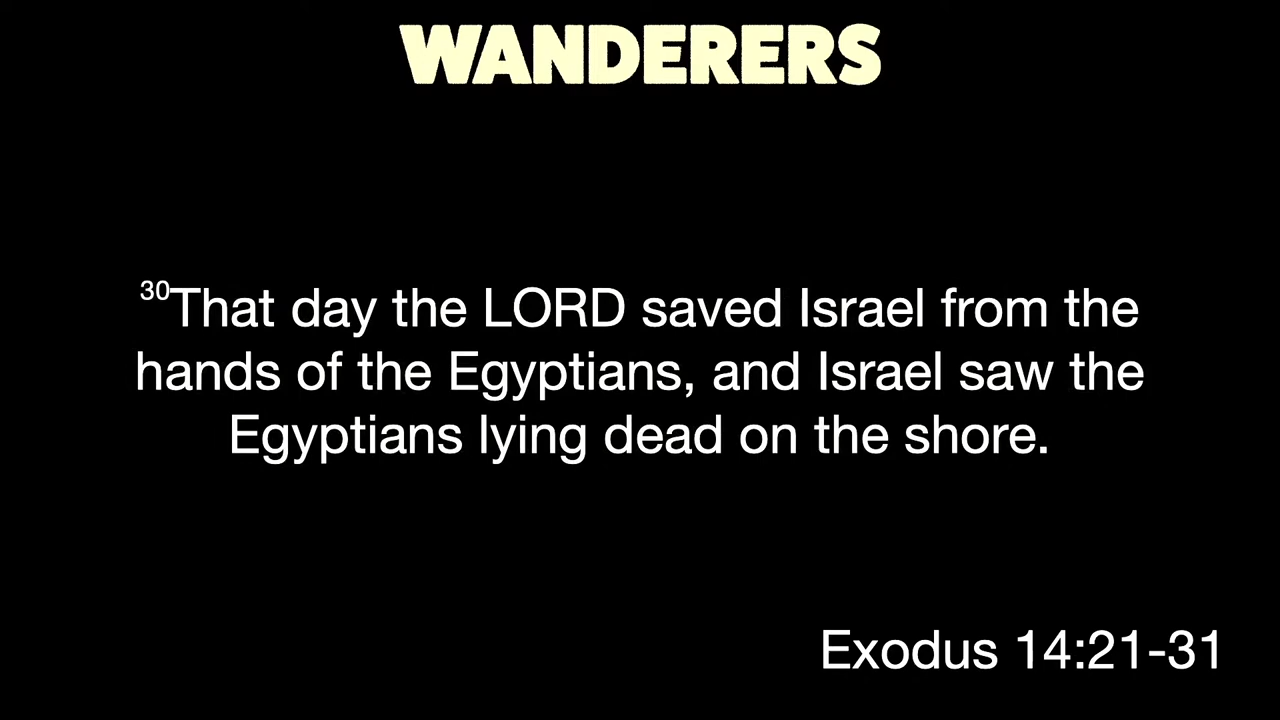 WANDERERS
30That day the LORD saved Israel from the
hands of the Egyptians, and Israel saw the
Egyptians lying dead on the shore.
Exodus 14:21-31